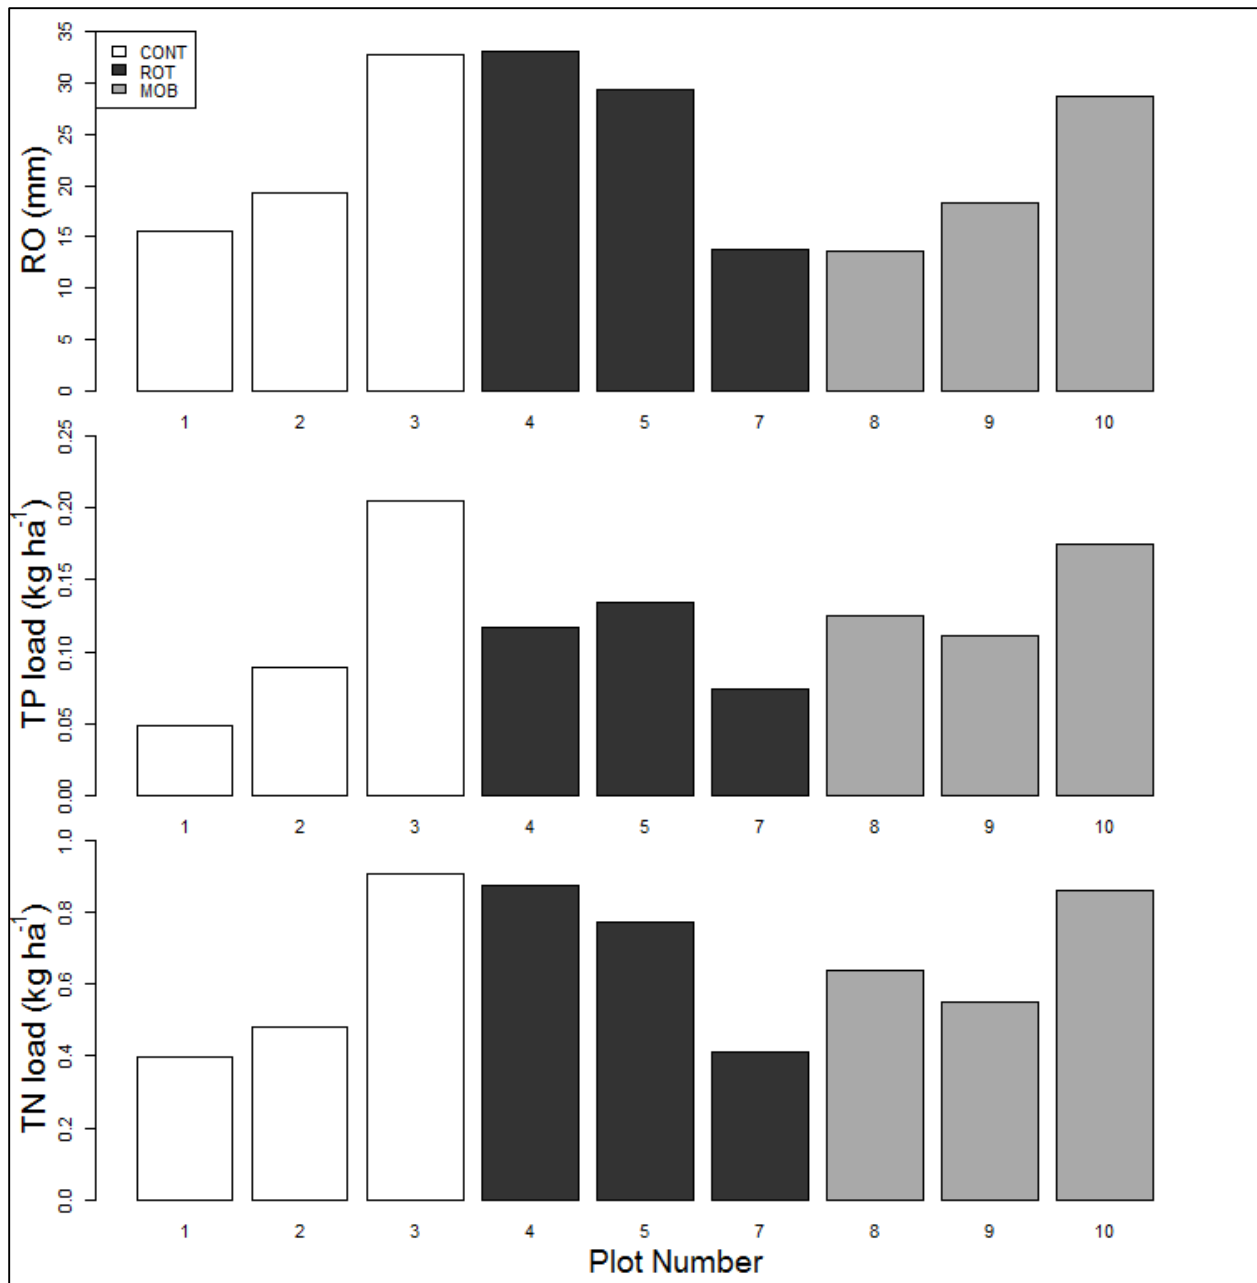 CONT
ROT
MOB
RO (mm)
0 5 10 15 20 25 30 35
1 2 3 4 5 7 8 9 10
TP load (kg ha⁻¹)
0.00 0.05 0.10 0.15 0.20 0.25
1 2 3 4 5 7 8 9 10
TN load (kg ha⁻¹)
0.0 0.2 0.4 0.6 0.8 1.0
1 2 3 4 5 7 8 9 10
Plot Number